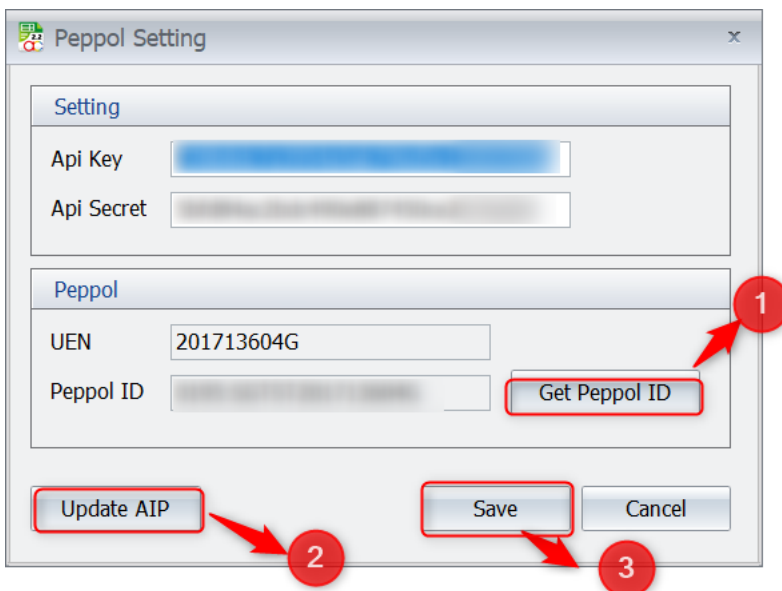 Peppol Setting
x
Setting
Api Key
Api Secret
Peppol
UEN 201713604G
Peppol ID Get Peppol ID
1
Update AIP Save Cancel
2
3